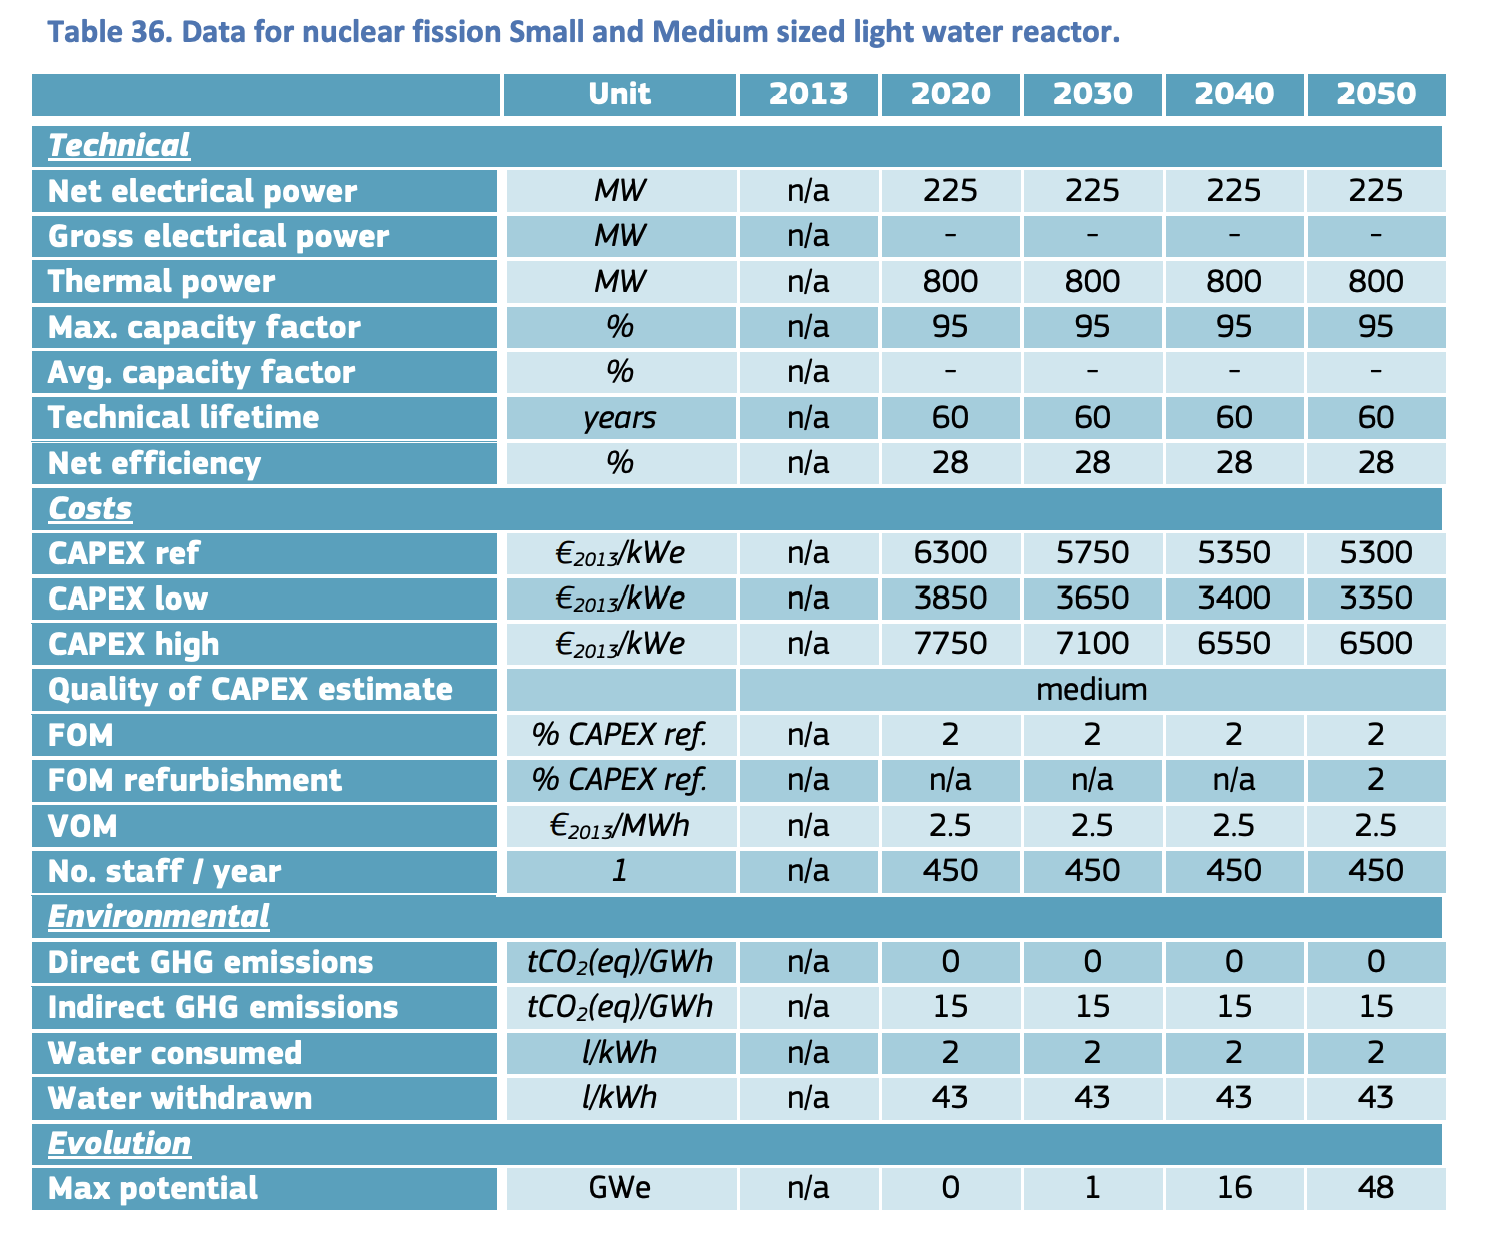 Table 36. Data for nuclear fission Small and Medium sized light water reactor.
Unit 2013 2020 2030 2040 2050
Technical
Net electrical power MW n/a 225 225 225 225
Gross electrical power MW n/a - - - -
Thermal power MW n/a 800 800 800 800
Max. capacity factor % n/a 95 95 95 95
Avg. capacity factor % n/a - - - -
Technical lifetime years n/a 60 60 60 60
Net efficiency % n/a 28 28 28 28
Costs
CAPEX ref €2013/kWe n/a 6300 5750 5350 5300
CAPEX low €2013/kWe n/a 3850 3650 3400 3350
CAPEX high €2013/kWe n/a 7750 7100 6550 6500
Quality of CAPEX estimate medium
FOM % CAPEX ref. n/a 2 2 2 2
FOM refurbishment % CAPEX ref. n/a n/a n/a n/a 2
VOM €2013/MWh n/a 2.5 2.5 2.5 2.5
No. staff / year 1 n/a 450 450 450 450
Environmental
Direct GHG emissions tCO2(eq)/GWh n/a 0 0 0 0
Indirect GHG emissions tCO2(eq)/GWh n/a 15 15 15 15
Water consumed l/kWh n/a 2 2 2 2
Water withdrawn l/kWh n/a 43 43 43 43
Evolution
Max potential GWe n/a 0 1 16 48